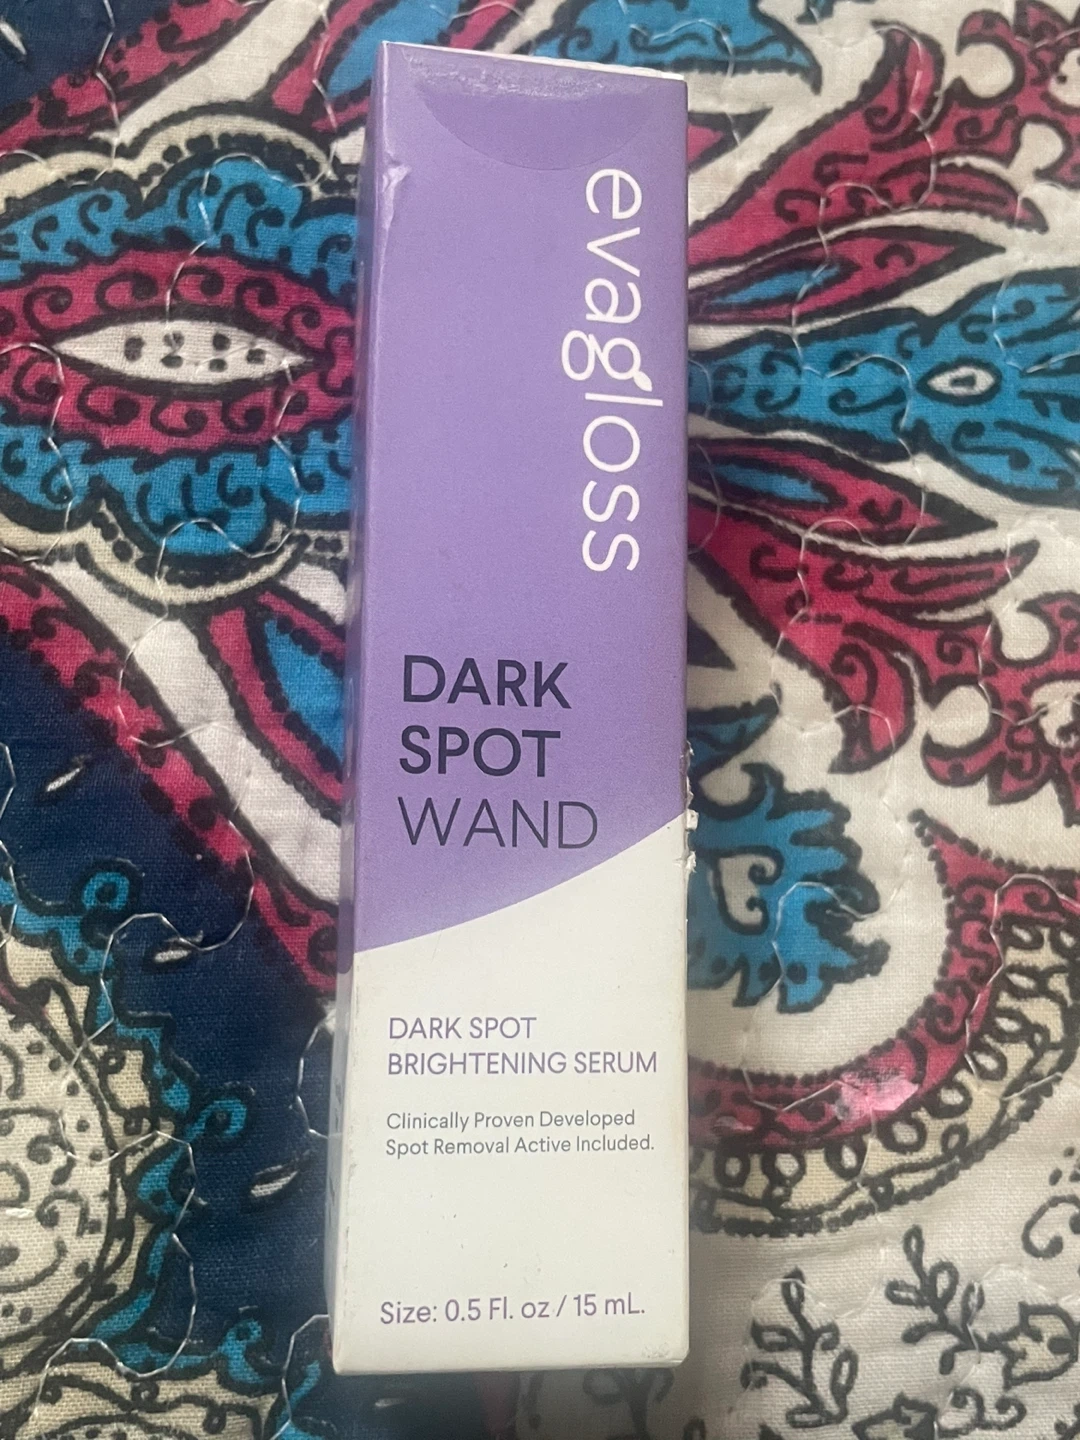 evagloss
DARK
SPOT
WAND
DARK SPOT
BRIGHTENING SERUM
Clinically Proven Developed
Spot Removal Active Included.
Size: 0.5 Fl. oz / 15 mL.